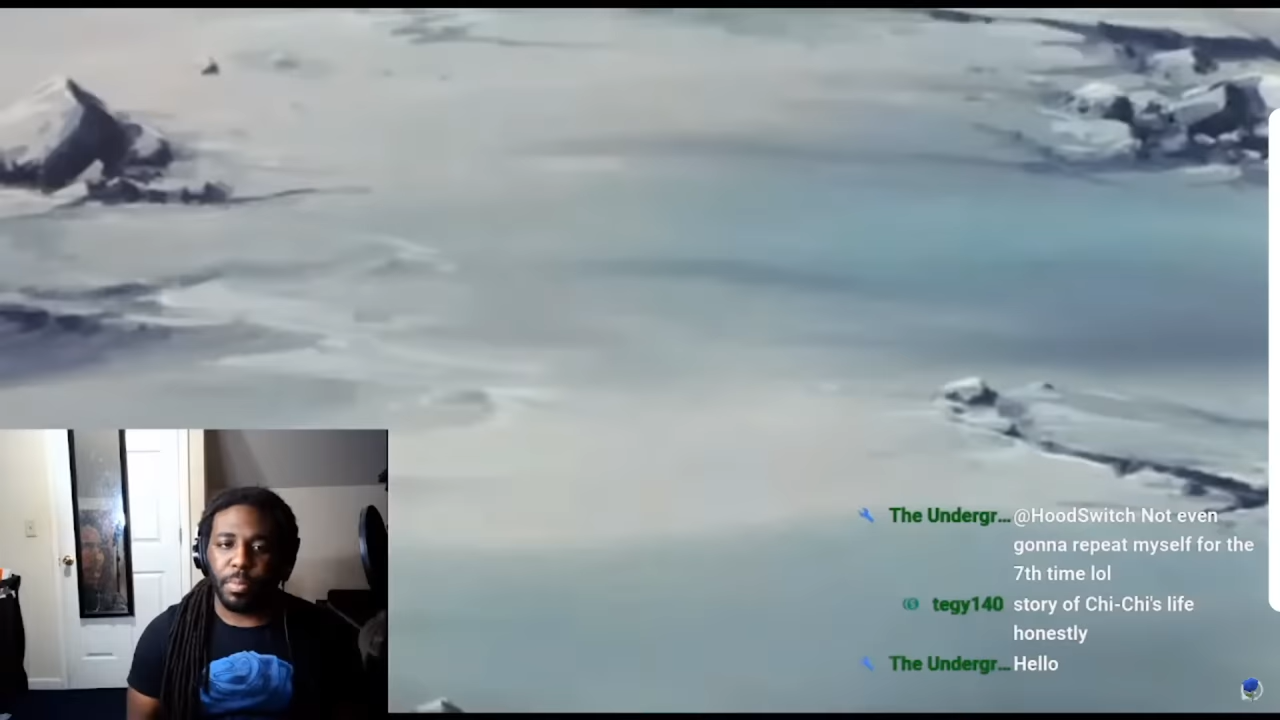 The Undergr... @HoodSwitch Not even
gonna repeat myself for the
7th time lol
tegy140 story of Chi-Chi's life
honestly
The Undergr... Hello